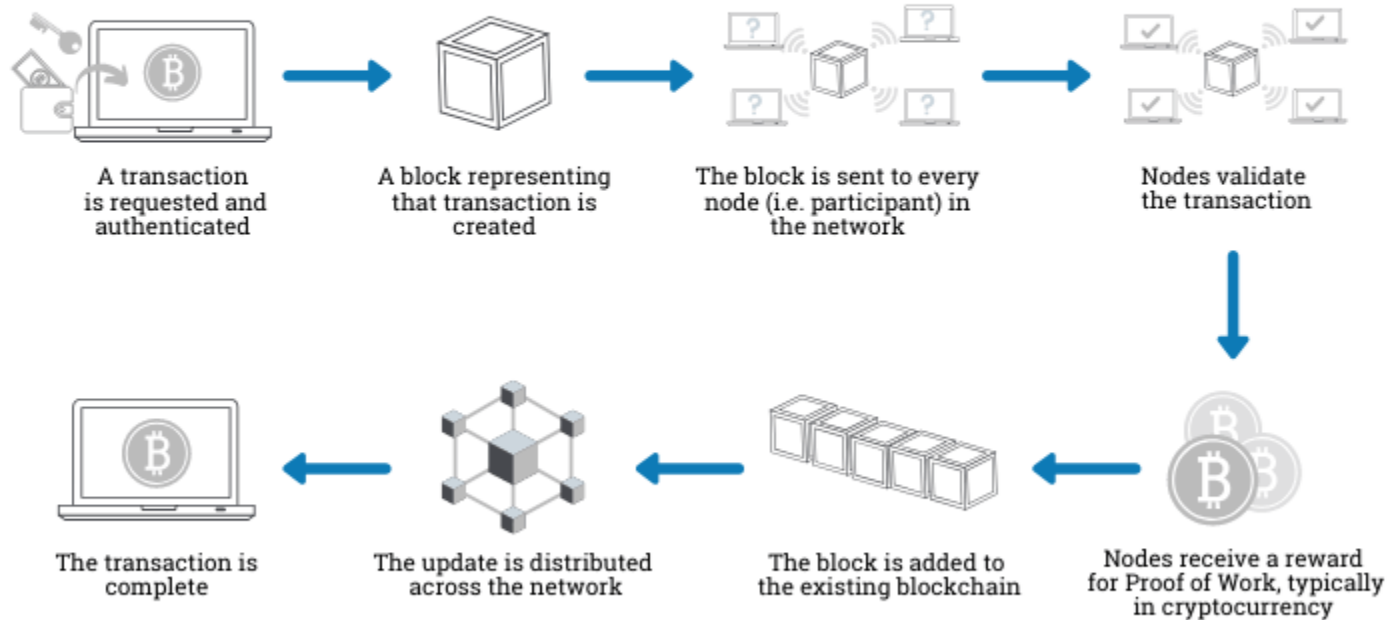 A transaction
is requested and
authenticated
A block representing
that transaction is
created
The block is sent to every
node (i.e. participant) in
the network
Nodes validate
the transaction
Nodes receive a reward
for Proof of Work, typically
in cryptocurrency
The block is added to
the existing blockchain
The update is distributed
across the network
The transaction is
complete